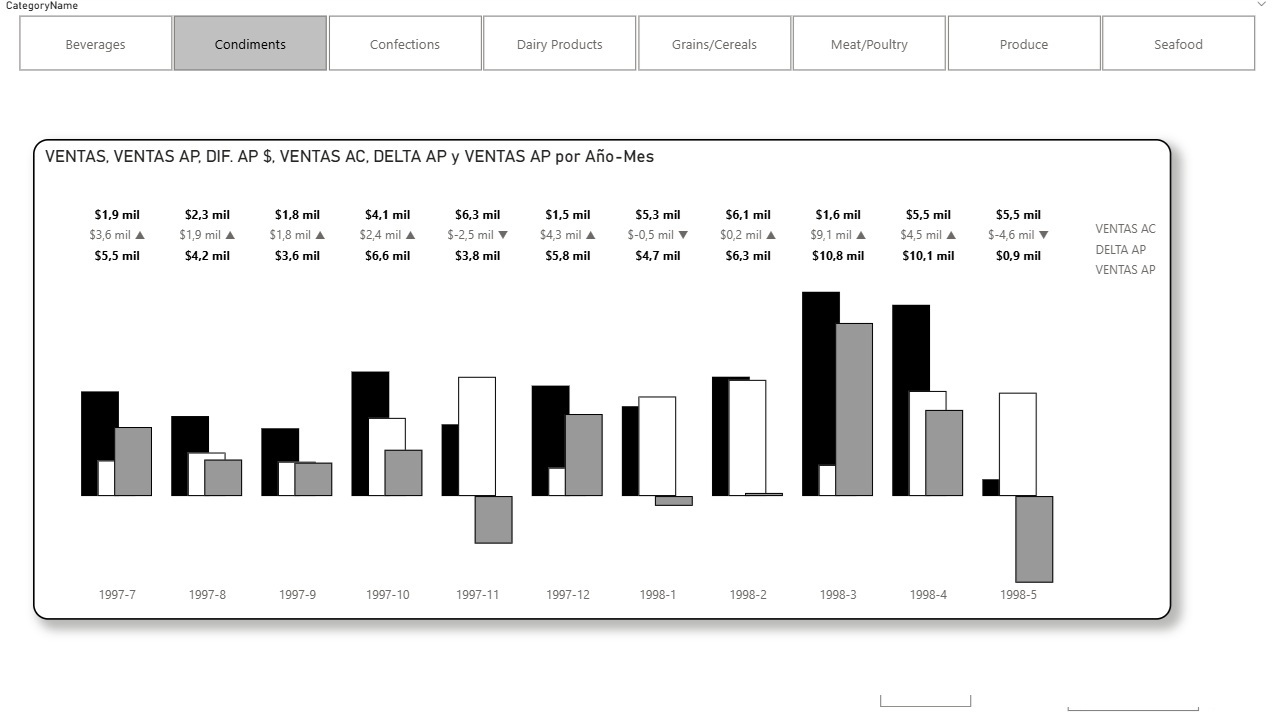 CategoryName
Beverages Condiments Confections Dairy Products Grains/Cereals Meat/Poultry Produce Seafood
VENTAS, VENTAS AP, DIF. AP $, VENTAS AC, DELTA AP y VENTAS AP por Año-Mes
$1,9 mil $2,3 mil $1,8 mil $4,1 mil $6,3 mil $1,5 mil $5,3 mil $6,1 mil $1,6 mil $5,5 mil $5,5 mil
VENTAS AC
$3,6 mil ▲ $1,9 mil ▲ $1,8 mil ▲ $2,4 mil ▲ $-2,5 mil ▼ $4,3 mil ▲ $-0,5 mil ▼ $0,2 mil ▲ $9,1 mil ▲ $4,5 mil ▲ $-4,6 mil ▼
DELTA AP
$5,5 mil $4,2 mil $3,6 mil $6,6 mil $3,8 mil $5,8 mil $4,7 mil $6,3 mil $10,8 mil $10,1 mil $0,9 mil
VENTAS AP
1997-7 1997-8 1997-9 1997-10 1997-11 1997-12 1998-1 1998-2 1998-3 1998-4 1998-5